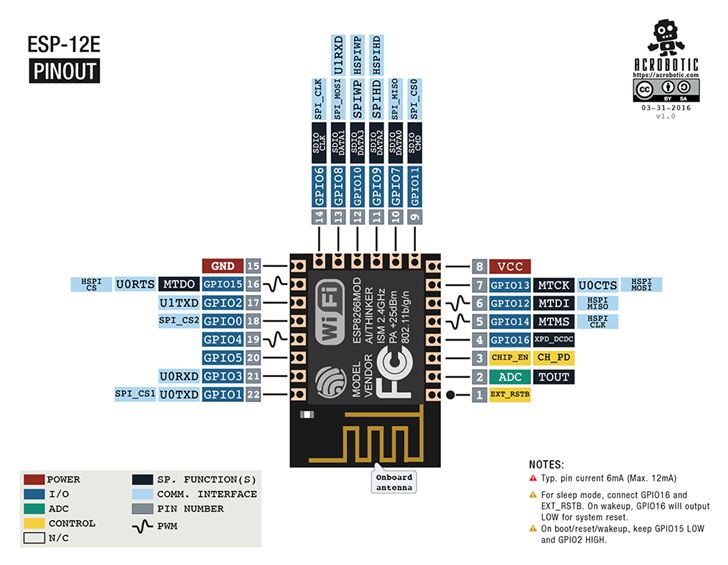 ESP-12E
PINOUT
ACROBOTIC
https://acrobotic.com
CC BY SA
03-31-2016
v1.0
SPI_CLK SDIO CLK GPIO6 14
U1RXD SPI_MOSI SDIO DATA1 GPIO8 13
HSPIWP SPIWP SDIO DATA3 GPIO10 12
HSPIHD SPIHD SDIO DATA2 GPIO9 11
SPI_MISO SDIO DATA0 GPIO7 10
SPI_CS0 SDIO CMD GPIO11 9
GND 15
HSPI CS U0RTS MTDO GPIO15 16
U1TXD GPIO2 17
SPI_CS2 GPIO0 18
GPIO4 19
GPIO5 20
U0RXD GPIO3 21
SPI_CS1 U0TXD GPIO1 22
8 VCC
7 GPIO13 MTCK U0CTS HSPI MOSI
6 GPIO12 MTDI HSPI MISO
5 GPIO14 MTMS HSPI CLK
4 GPIO16 XPD_DCDC
3 CHIP_EN CH_PD
2 ADC TOUT
1 EXT_RSTB
WiFi
MODEL ESP8266MOD
VENDOR AI/THINKER
ISM 2.4GHz
PA +25dBm
802.11b/g/n
FC
Onboard
antenna
POWER
I/O
ADC
CONTROL
N/C
SP. FUNCTION(S)
COMM. INTERFACE
PIN NUMBER
PWM
NOTES:
Typ. pin current 6mA (Max. 12mA)
For sleep mode, connect GPIO16 and
EXT_RSTB. On wakeup, GPIO16 will output
LOW for system reset.
On boot/reset/wakeup, keep GPIO15 LOW
and GPIO2 HIGH.